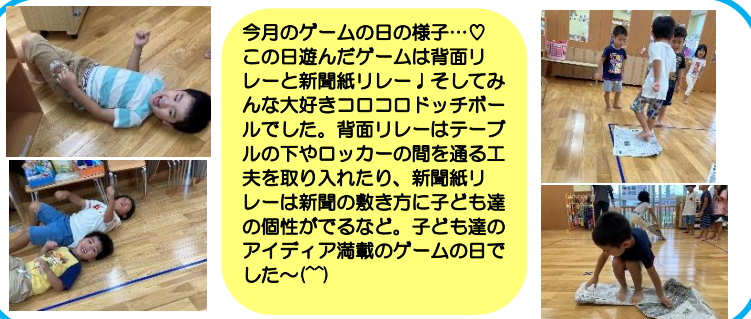 今月のゲームの日の様子…♡
この日遊んだゲームは背面リ
レーと新聞紙リレー♩そしてみ
んな大好きコロコロドッチボー
ルでした。背面リレーはテーブ
ルの下やロッカーの間を通る工
夫を取り入れたり、新聞紙リ
レーは新聞の敷き方に子ども達
の個性がでるなど。子ども達の
アイディア満載のゲームの日で
した～(^^)